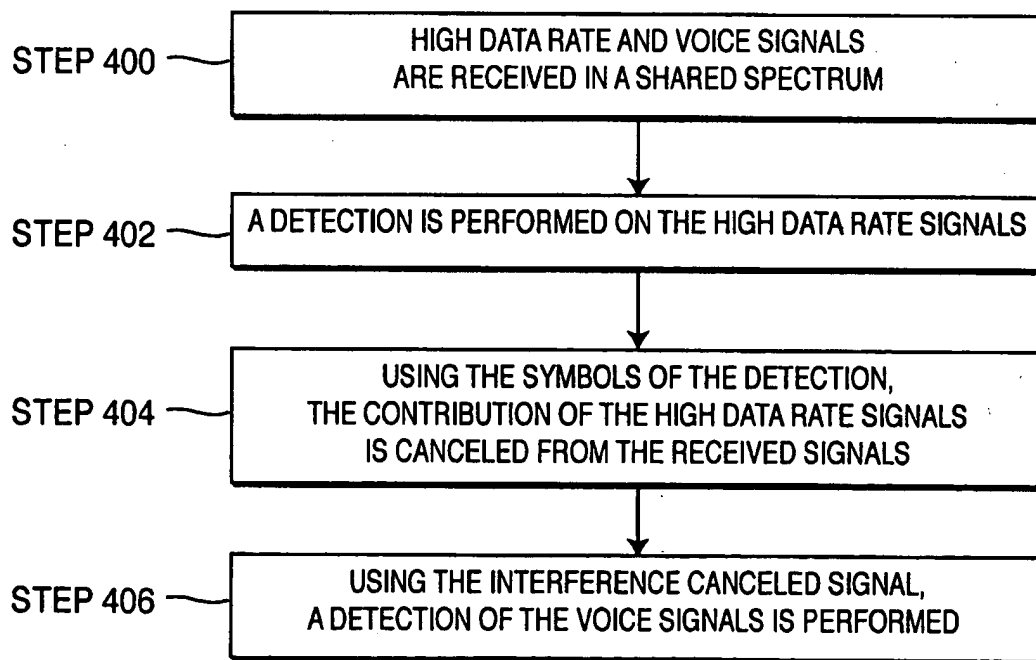 STEP 400
HIGH DATA RATE AND VOICE SIGNALS
ARE RECEIVED IN A SHARED SPECTRUM
STEP 402
A DETECTION IS PERFORMED ON THE HIGH DATA RATE SIGNALS
STEP 404
USING THE SYMBOLS OF THE DETECTION,
THE CONTRIBUTION OF THE HIGH DATA RATE SIGNALS
IS CANCELED FROM THE RECEIVED SIGNALS
STEP 406
USING THE INTERFERENCE CANCELED SIGNAL,
A DETECTION OF THE VOICE SIGNALS IS PERFORMED